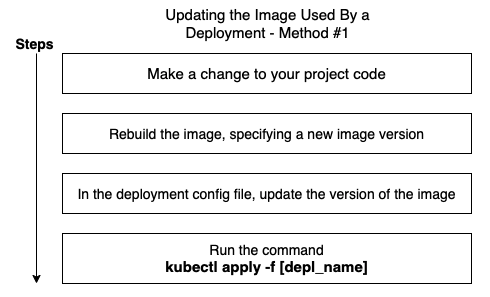 Updating the Image Used By a
Deployment - Method #1
Steps
Make a change to your project code
Rebuild the image, specifying a new image version
In the deployment config file, update the version of the image
Run the command
kubectl apply -f [depl_name]